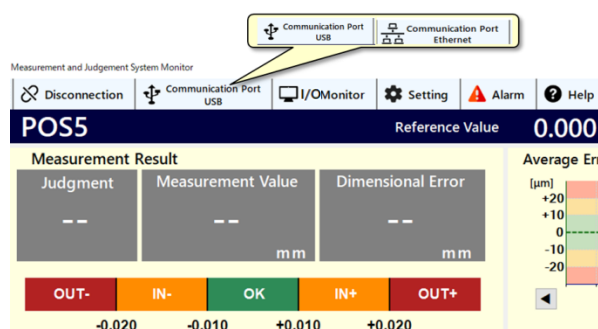 Communication Port
USB
Communication Port
Ethernet
Measurement and Judgement System Monitor
Disconnection
Communication Port
USB
I/OMonitor
Setting
Alarm
Help
POS5
Reference Value
0.000
Measurement Result
Average Er
Judgment
Measurement Value
Dimensional Error
--
--
mm
--
mm
[μm]
+20
+10
0
-10
-20
OUT-
IN-
OK
IN+
OUT+
-0.020
-0.010
+0.010
+0.020